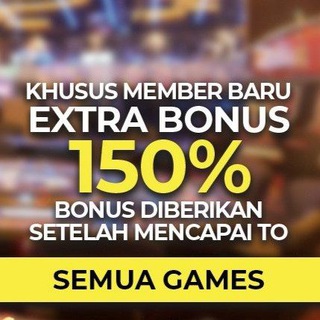 KHUSUS MEMBER BARU
EXTRA BONUS
150%
BONUS DIBERIKAN
SETELAH MENCAPAI TO
SEMUA GAMES